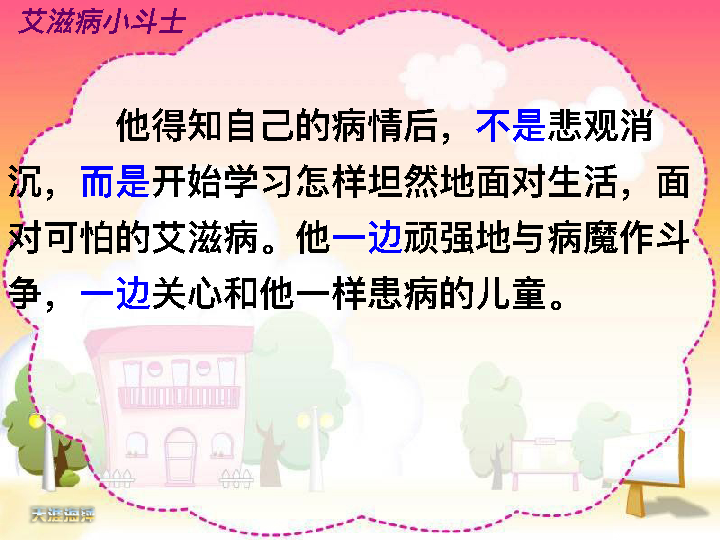 艾滋病小斗士
他得知自己的病情后，不是悲观消
沉，而是开始学习怎样坦然地面对生活，面
对可怕的艾滋病。他一边顽强地与病魔作斗
争，一边关心和他一样患病的儿童。